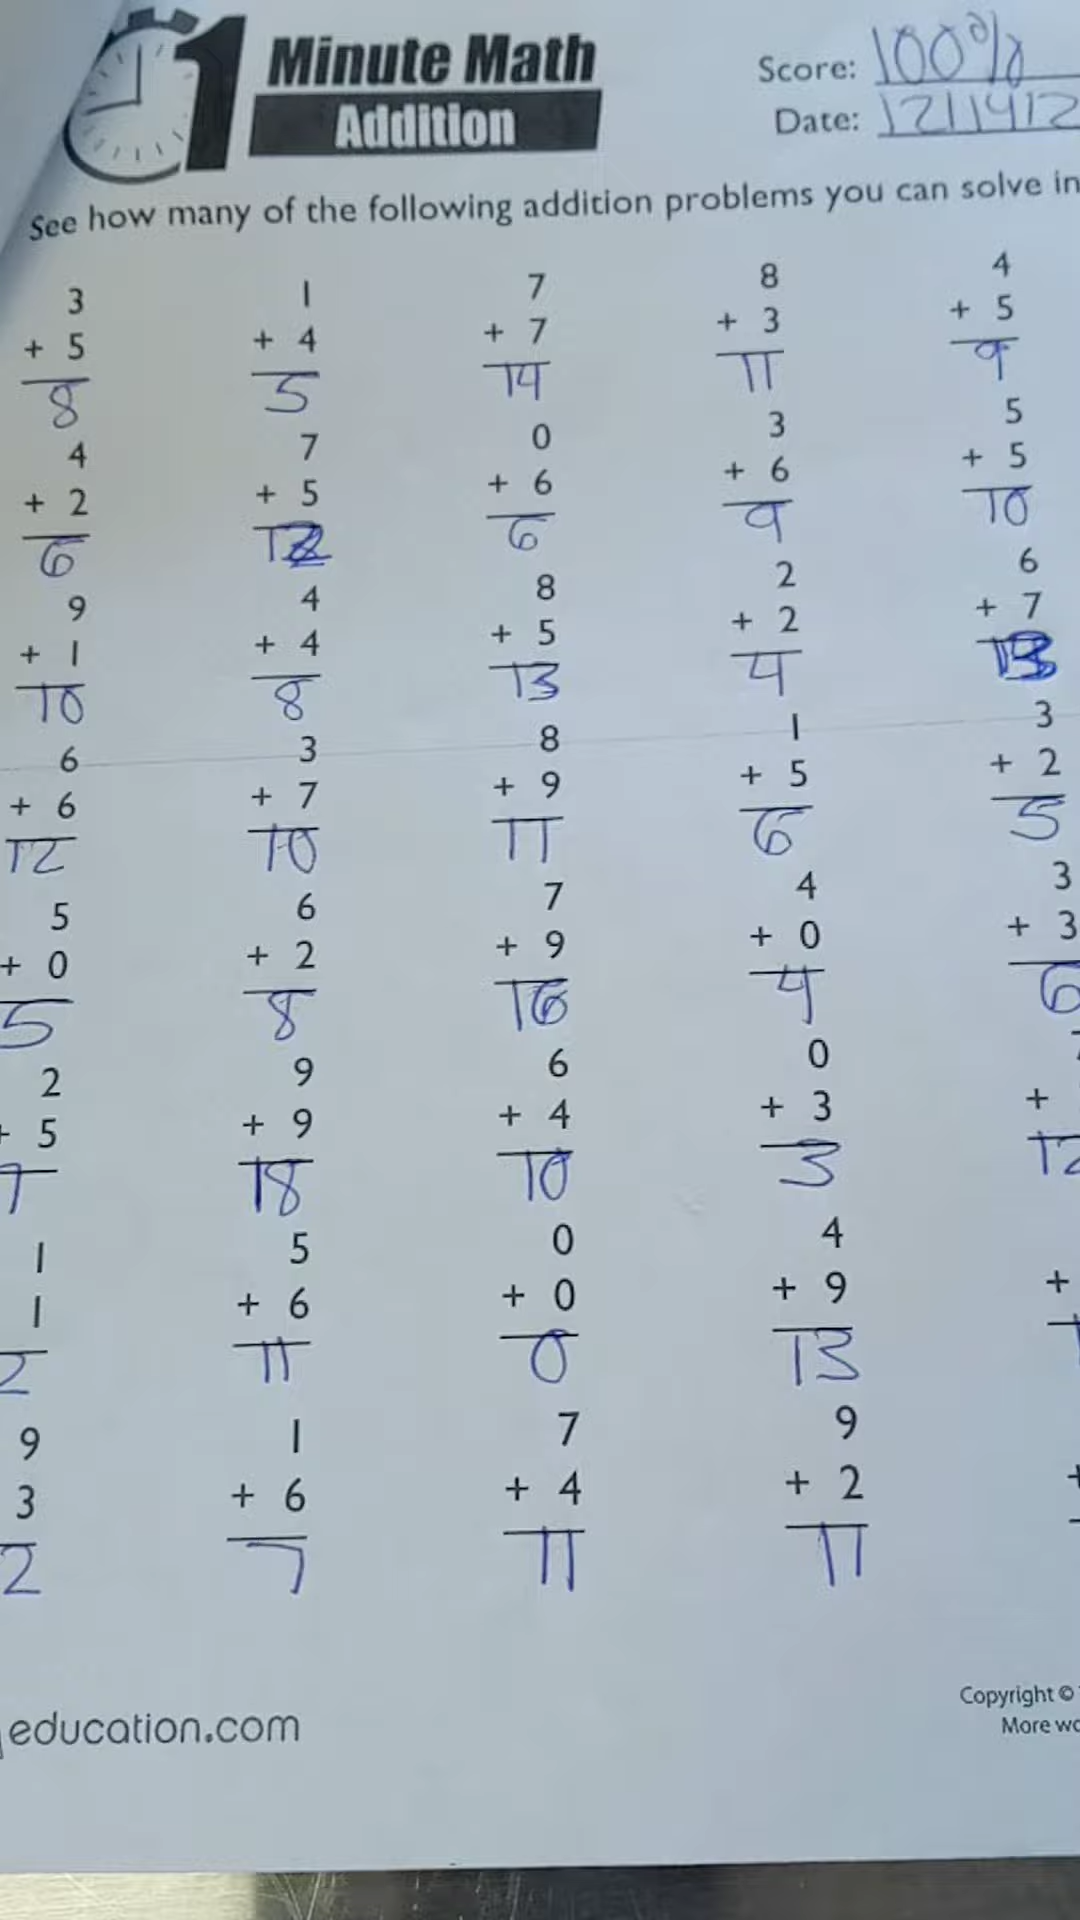 1 Minute Math
Addition
Score: 100%
Date: 1211412
See how many of the following addition problems you can solve in
3 1 7 8 4
+ 5 + 4 + 7 + 3 + 5
8 5 14 11 9
4 7 0 3 5
+ 2 + 5 + 6 + 6 + 5
6 12 6 9 10
9 4 8 2 6
+ 1 + 4 + 5 + 2 + 7
10 8 13 4 13
6 3 8 1 3
+ 6 + 7 + 9 + 5 + 2
12 10 11 6 5
5 6 7 4 3
+ 0 + 2 + 9 + 0 + 3
5 8 16 4 6
2 9 6 0
+ 5 + 9 + 4 + 3 +
7 18 10 3 12
1 5 0 4
1 + 6 + 0 + 9 +
2 11 0 13
9 1 7 9
3 + 6 + 4 + 2
2 7 11 11
education.com
Copyright ©
More wo